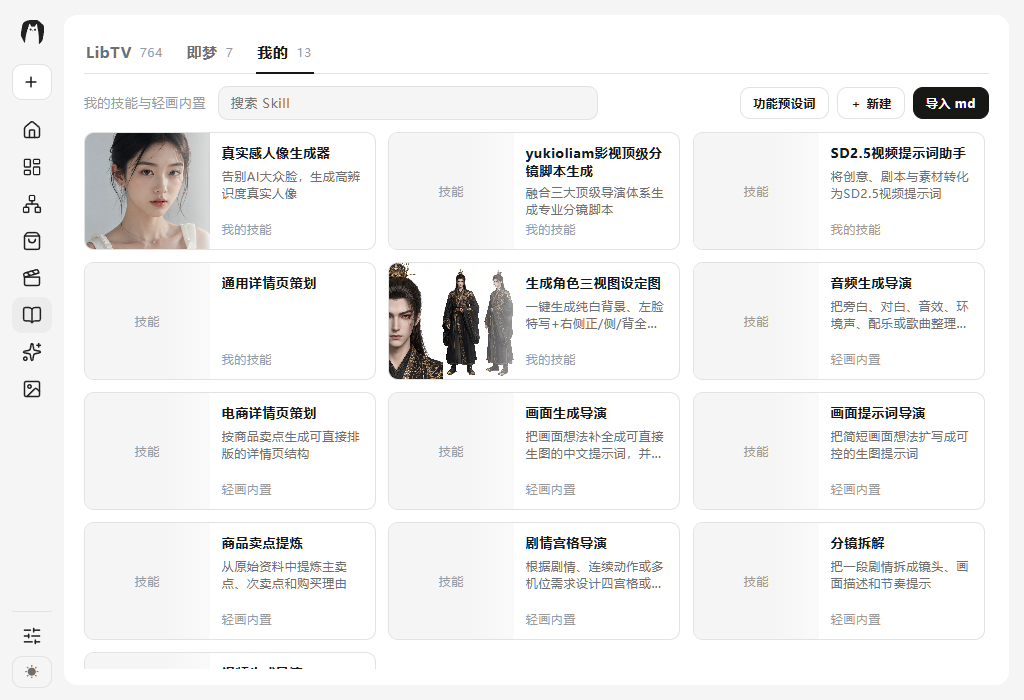 LibTV 764 即梦 7 我的 13
我的技能与轻画内置 搜索 Skill 功能预设词 + 新建 导入 md
真实感人像生成器
告别AI大众脸，生成高辨
识度真实人像
我的技能
技能
yukioliam影视顶级分
镜脚本生成
融合三大顶级导演体系生
成专业分镜脚本
我的技能
技能
SD2.5视频提示词助手
将创意、剧本与素材转化
为SD2.5视频提示词
我的技能
技能
通用详情页策划
我的技能
生成角色三视图设定图
一键生成纯白背景、左脸
特写+右侧正/侧/背全...
我的技能
技能
音频生成导演
把旁白、对白、音效、环
境声、配乐或歌曲整理...
轻画内置
技能
电商详情页策划
按商品卖点生成可直接排
版的详情页结构
轻画内置
技能
画面生成导演
把画面想法补全成可直接
生图的中文提示词，并...
轻画内置
技能
画面提示词导演
把简短画面想法扩写成可
控的生图提示词
轻画内置
技能
商品卖点提炼
从原始资料中提炼主卖
点、次卖点和购买理由
轻画内置
技能
剧情宫格导演
根据剧情、连续动作或多
机位需求设计四宫格或...
轻画内置
技能
分镜拆解
把一段剧情拆成镜头、画
面描述和节奏提示
轻画内置